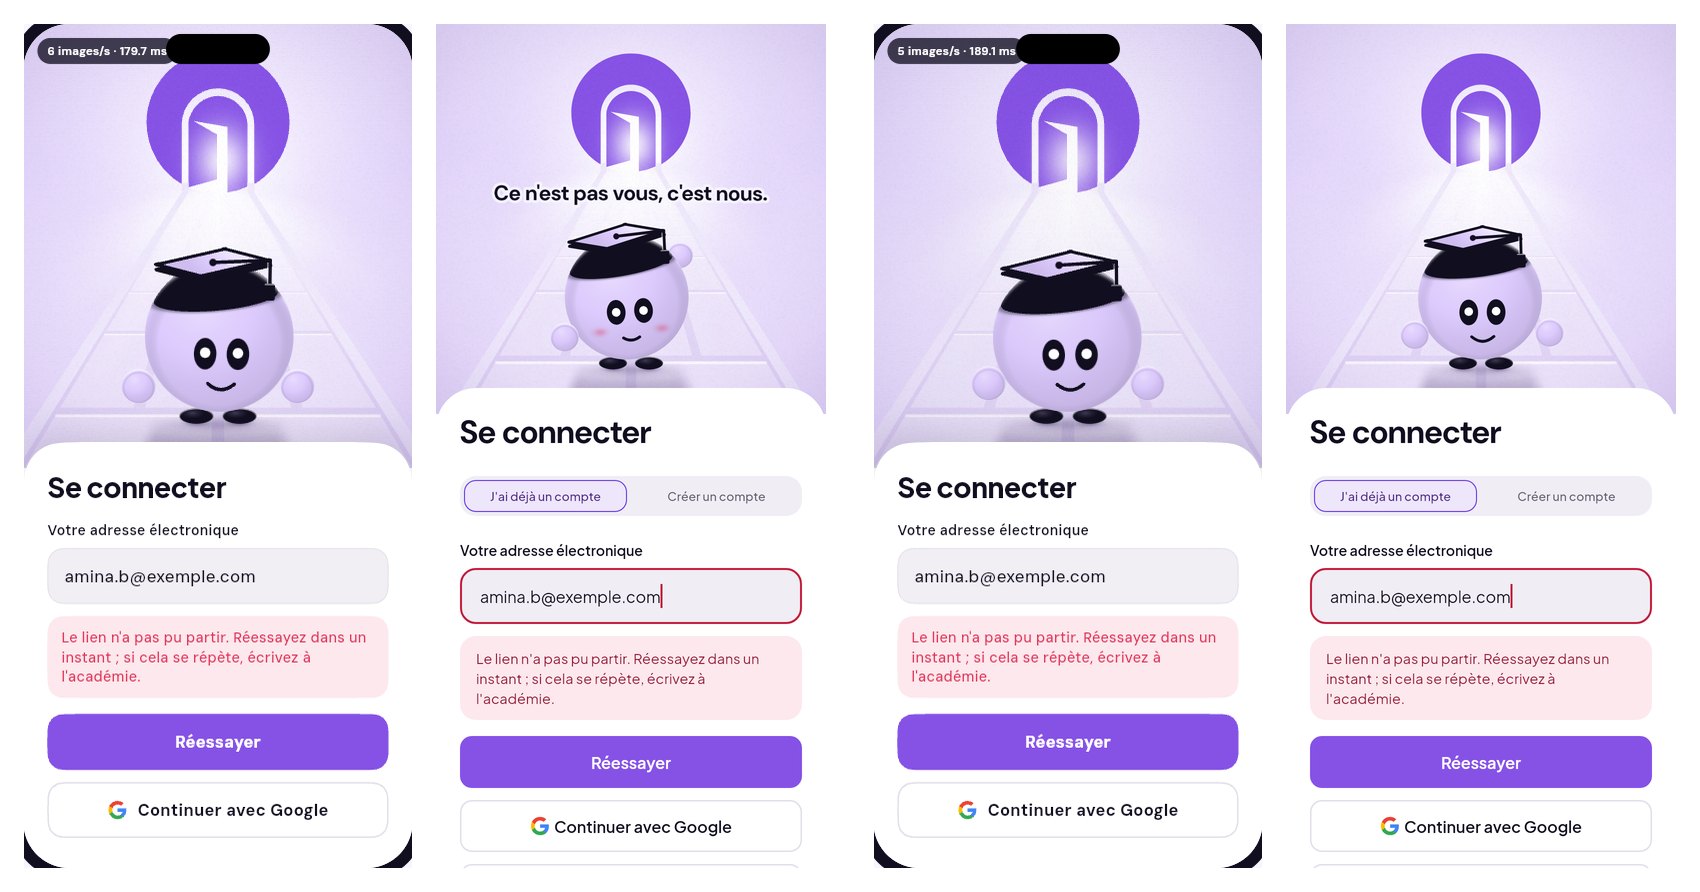 6 images/s · 179.7 ms
Se connecter
Votre adresse électronique
amina.b@exemple.com
Le lien n'a pas pu partir. Réessayez dans un
instant ; si cela se répète, écrivez à
l'académie.
Réessayer
Continuer avec Google
Ce n'est pas vous, c'est nous.
Se connecter
J'ai déjà un compte
Créer un compte
Votre adresse électronique
amina.b@exemple.com
Le lien n'a pas pu partir. Réessayez dans un
instant ; si cela se répète, écrivez à
l'académie.
Réessayer
Continuer avec Google
5 images/s · 189.1 ms
Se connecter
Votre adresse électronique
amina.b@exemple.com
Le lien n'a pas pu partir. Réessayez dans un
instant ; si cela se répète, écrivez à
l'académie.
Réessayer
Continuer avec Google
Se connecter
J'ai déjà un compte
Créer un compte
Votre adresse électronique
amina.b@exemple.com
Le lien n'a pas pu partir. Réessayez dans un
instant ; si cela se répète, écrivez à
l'académie.
Réessayer
Continuer avec Google